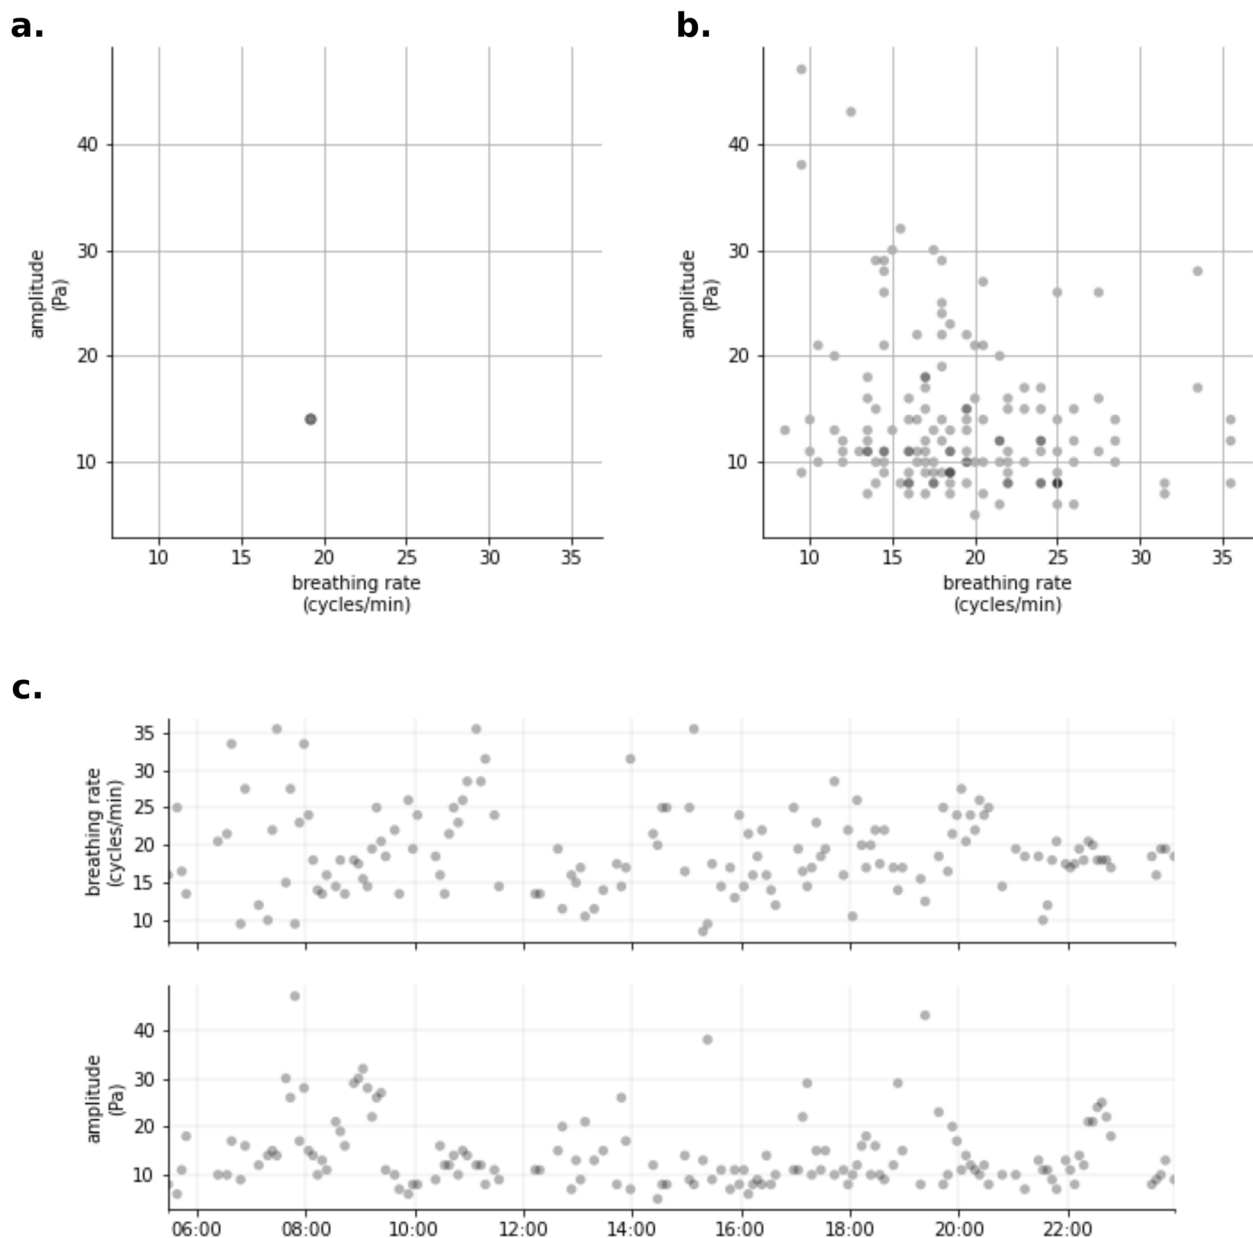 a.
40
30
20
10
amplitude
(Pa)
10 15 20 25 30 35
breathing rate
(cycles/min)
b.
40
30
20
10
amplitude
(Pa)
10 15 20 25 30 35
breathing rate
(cycles/min)
c.
35
30
25
20
15
10
breathing rate
(cycles/min)
40
30
20
10
amplitude
(Pa)
06:00 08:00 10:00 12:00 14:00 16:00 18:00 20:00 22:00